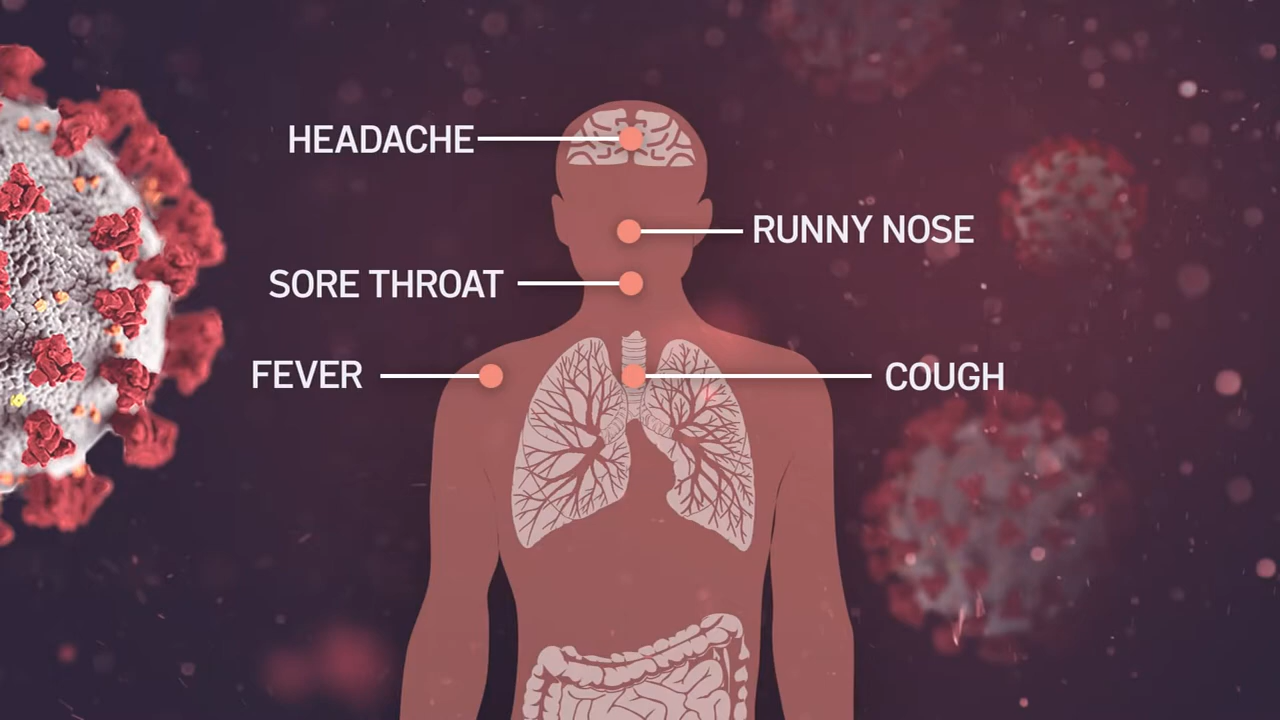 HEADACHE
RUNNY NOSE
SORE THROAT
FEVER
COUGH